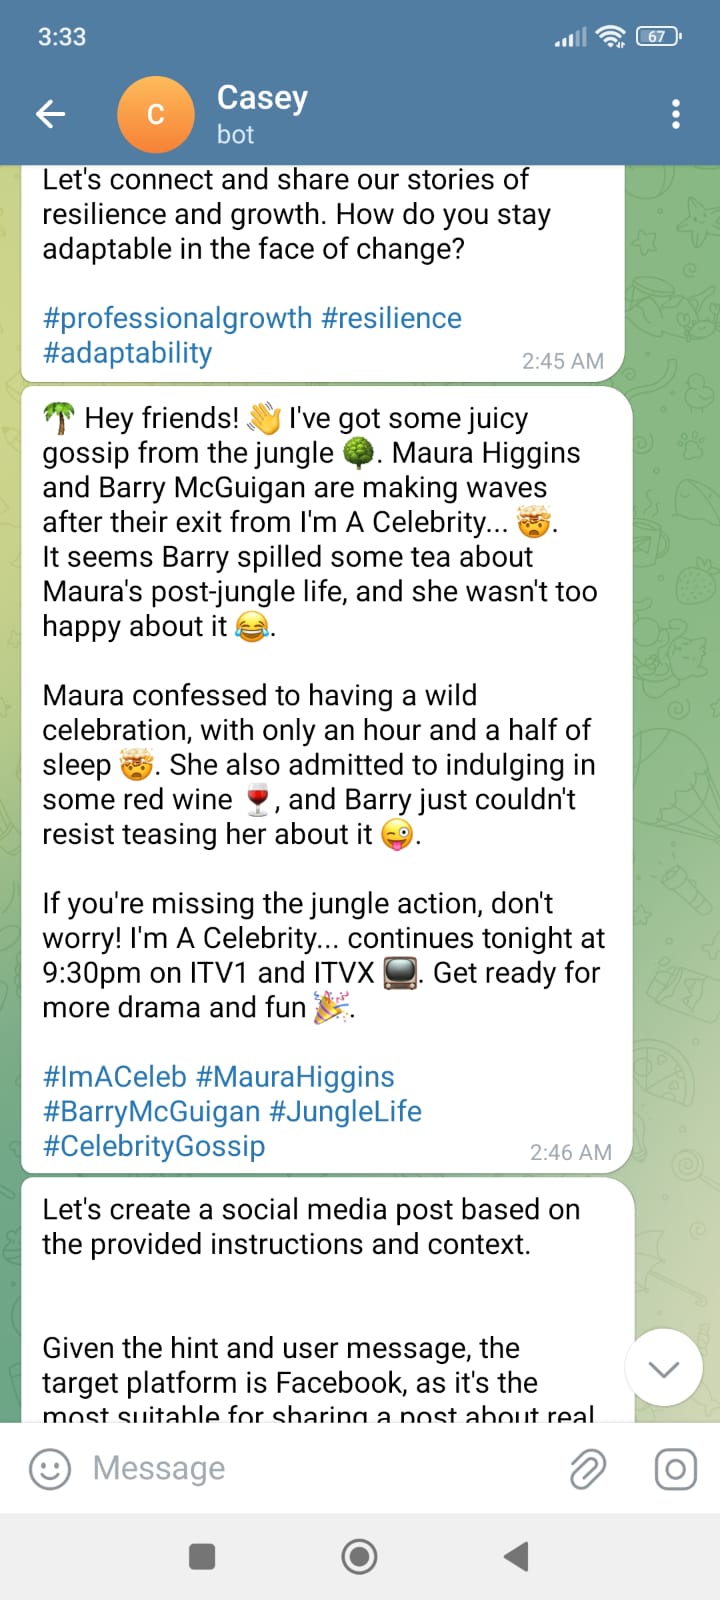 3:33
67
C
Casey
bot
Let's connect and share our stories of
resilience and growth. How do you stay
adaptable in the face of change?
#professionalgrowth #resilience
#adaptability
2:45 AM
🌴 Hey friends! 👋 I've got some juicy
gossip from the jungle 🌳. Maura Higgins
and Barry McGuigan are making waves
after their exit from I'm A Celebrity... 🤯.
It seems Barry spilled some tea about
Maura's post-jungle life, and she wasn't too
happy about it 😂.
Maura confessed to having a wild
celebration, with only an hour and a half of
sleep 🤯. She also admitted to indulging in
some red wine 🍷, and Barry just couldn't
resist teasing her about it 😜.
If you're missing the jungle action, don't
worry! I'm A Celebrity... continues tonight at
9:30pm on ITV1 and ITVX 📺. Get ready for
more drama and fun 🎉.
#ImACeleb #MauraHiggins
#BarryMcGuigan #JungleLife
#CelebrityGossip
2:46 AM
Let's create a social media post based on
the provided instructions and context.
Given the hint and user message, the
target platform is Facebook, as it's the
most suitable for sharing a post about real
Message